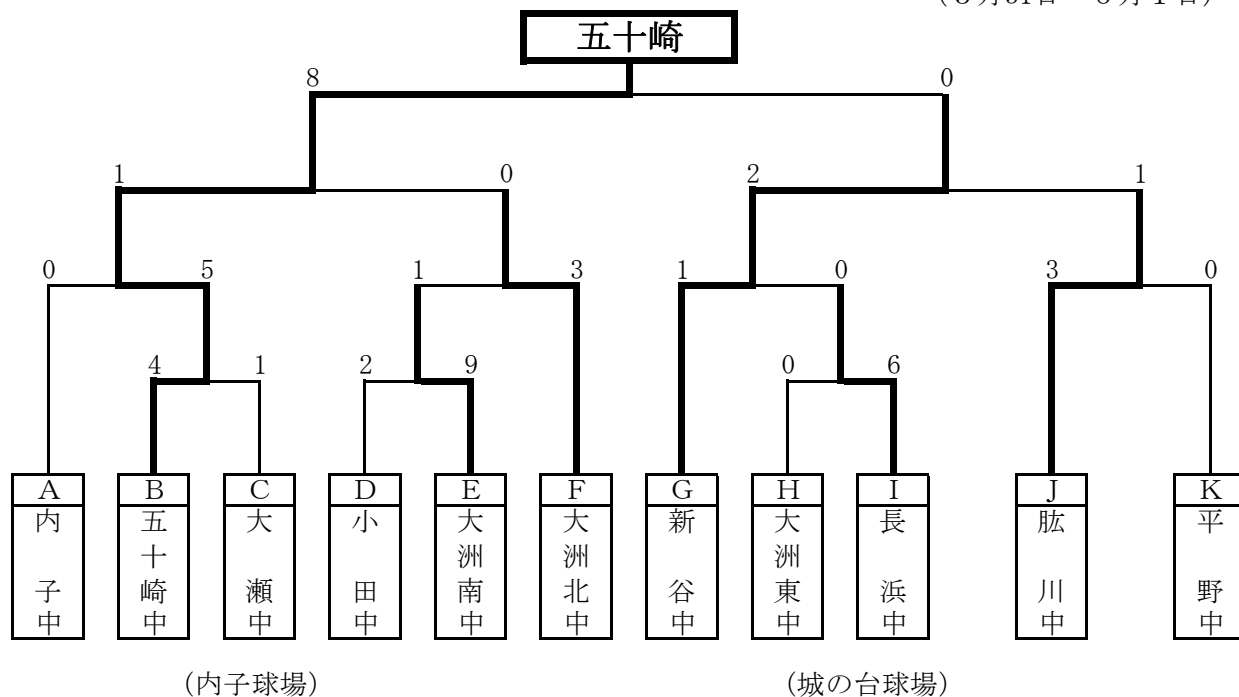 五十崎
8 0
1 0 2 1
0 5 1 3 1 0 3 0
4 1 2 9 0 6
A B C D E F G H I J K
内子中
五十崎中
大瀬中
小田中
大洲南中
大洲北中
新谷中
大洲東中
長浜中
肱川中
平野中
(内子球場) (城の台球場)